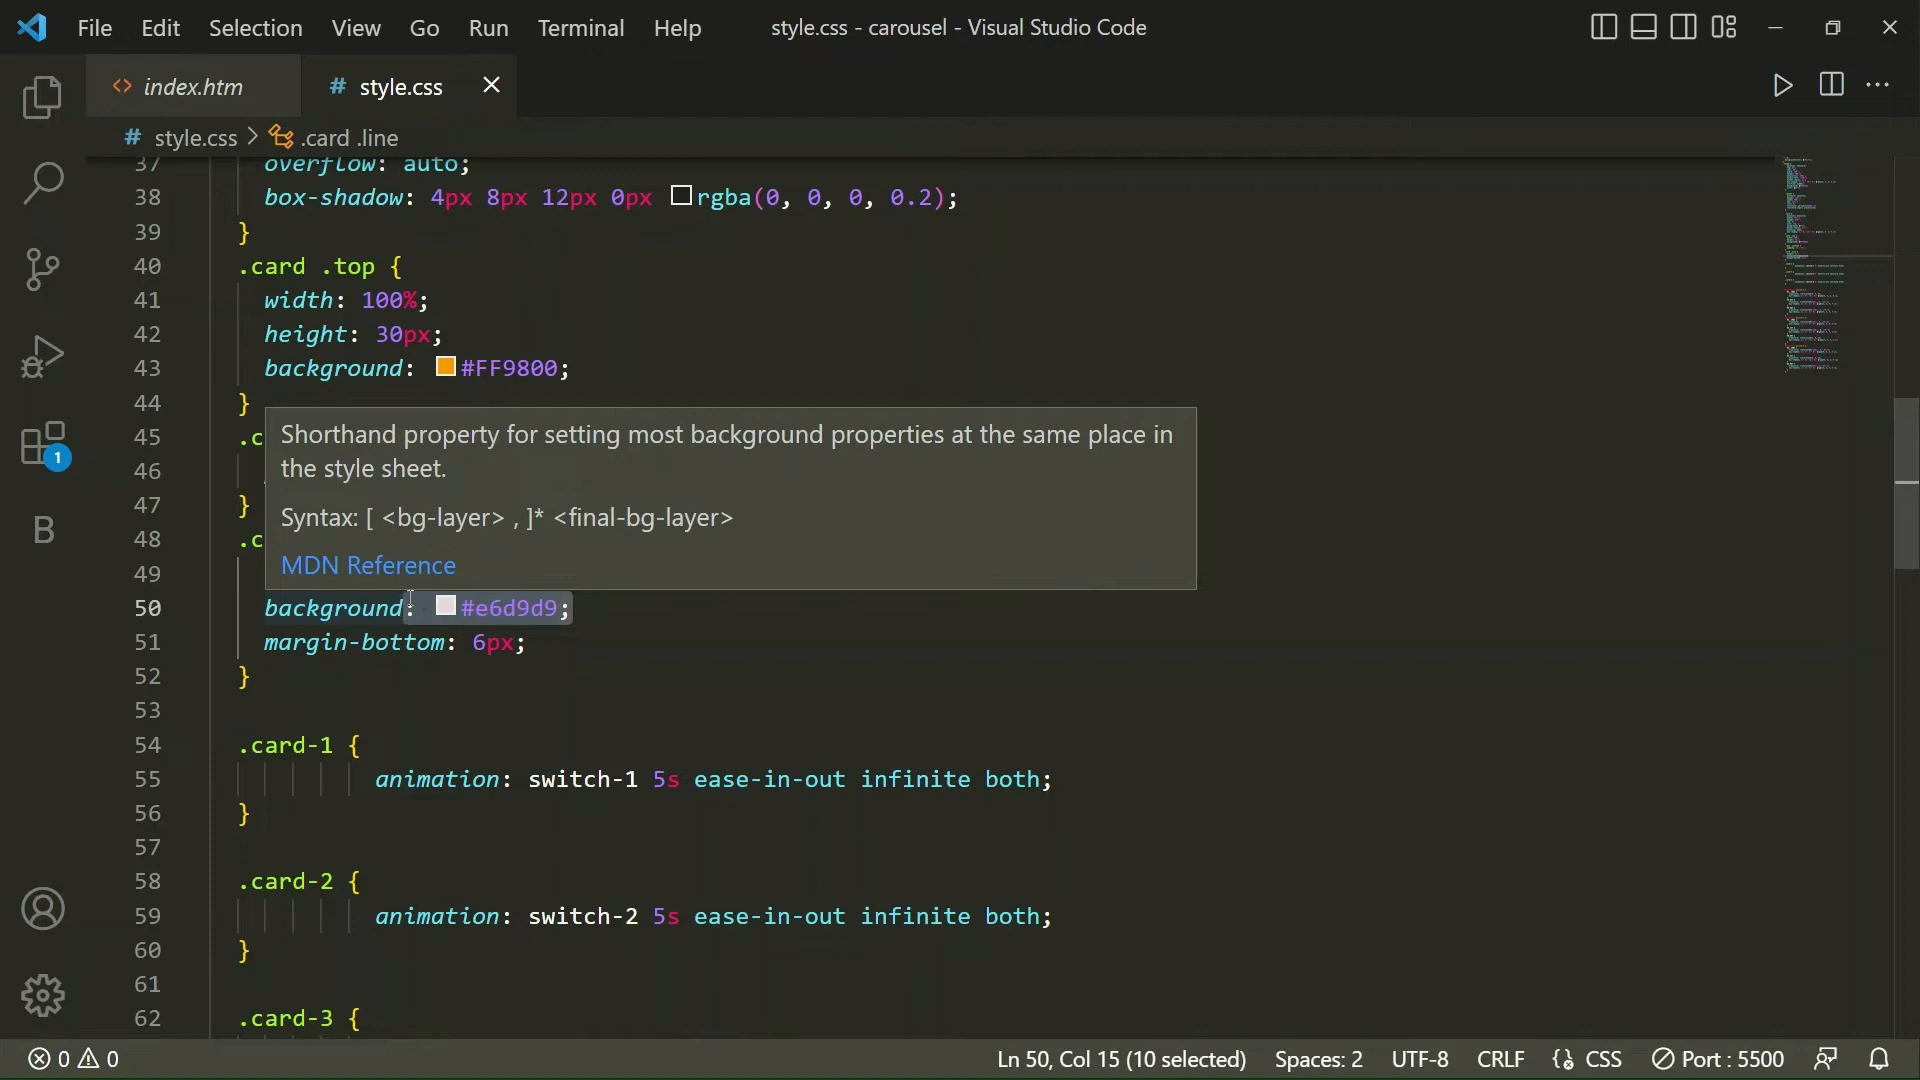 File Edit Selection View Go Run Terminal Help style.css - carousel - Visual Studio Code
<> index.htm # style.css
# style.css > .card .line
37 overflow: auto;
38 box-shadow: 4px 8px 12px 0px rgba(0, 0, 0, 0.2);
39 }
40 .card .top {
41 width: 100%;
42 height: 30px;
43 background: #FF9800;
44 }
45 .c
Shorthand property for setting most background properties at the same place in
46
the style sheet.
47 }
Syntax: [ <bg-layer> , ]* <final-bg-layer>
48 .c
49
MDN Reference
50 background: #e6d9d9;
51 margin-bottom: 6px;
52 }
53
54 .card-1 {
55 animation: switch-1 5s ease-in-out infinite both;
56 }
57
58 .card-2 {
59 animation: switch-2 5s ease-in-out infinite both;
60 }
61
62 .card-3 {
1
B
0 0 Ln 50, Col 15 (10 selected) Spaces: 2 UTF-8 CRLF CSS Port : 5500